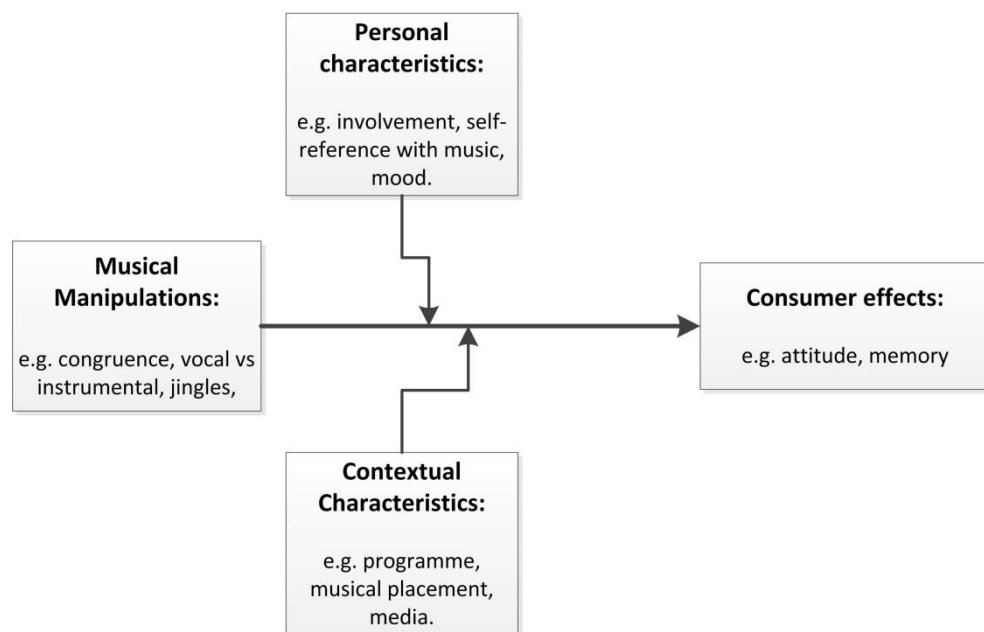 Personal
characteristics:
e.g. involvement, self-
reference with music,
mood.
Musical
Manipulations:
e.g. congruence, vocal vs
instrumental, jingles,
Consumer effects:
e.g. attitude, memory
Contextual
Characteristics:
e.g. programme,
musical placement,
media.